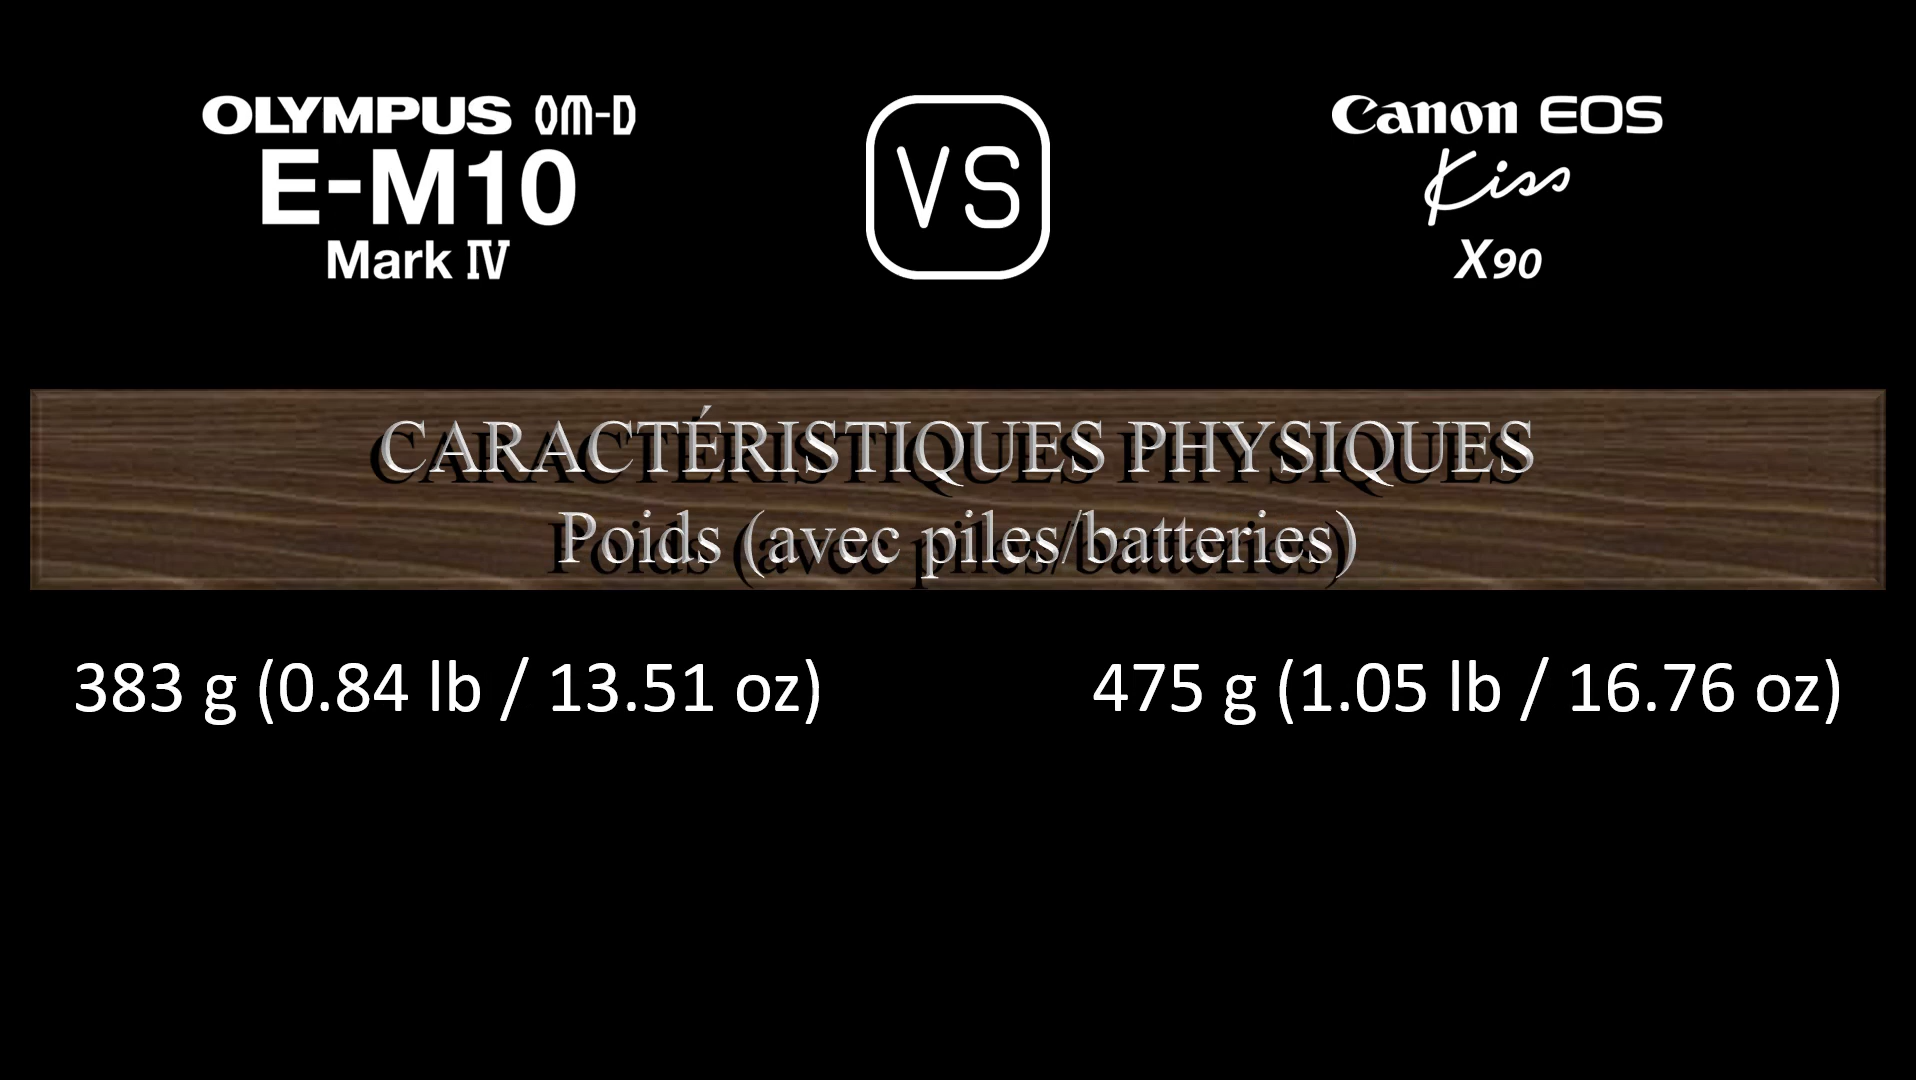 OLYMPUS OM-D
E-M10
Mark IV
VS
Canon EOS
Kiss
X90
CARACTÉRISTIQUES PHYSIQUES
Poids (avec piles/batteries)
383 g (0.84 lb / 13.51 oz)
475 g (1.05 lb / 16.76 oz)